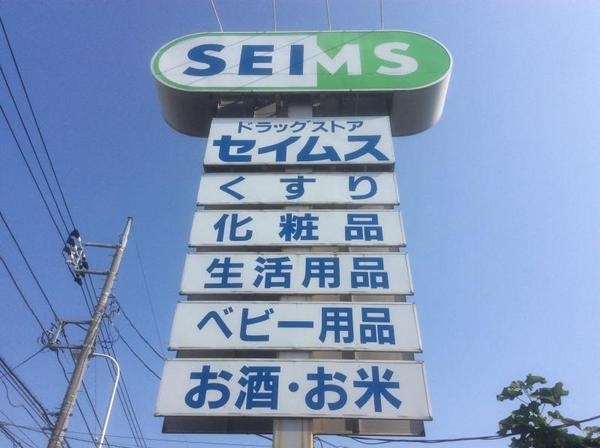 SEIMS
ドラッグストア
セイムス
くすり
化粧品
生活用品
ベビー用品
お酒・お米